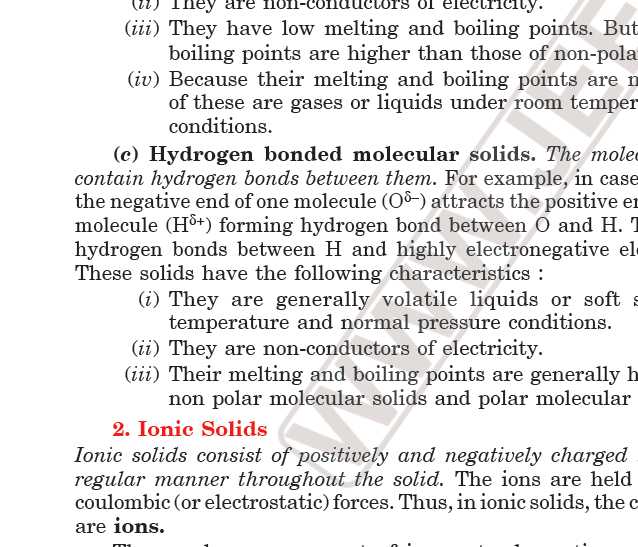 (ii) They are non-conductors of electricity.
(iii) They have low melting and boiling points. But
boiling points are higher than those of non-pola
(iv) Because their melting and boiling points are
of these are gases or liquids under room temper
conditions.
(c) Hydrogen bonded molecular solids. The molec
contain hydrogen bonds between them. For example, in case
the negative end of one molecule (Oδ–) attracts the positive en
molecule (Hδ+) forming hydrogen bond between O and H. T
hydrogen bonds between H and highly electronegative ele
These solids have the following characteristics :
(i) They are generally volatile liquids or soft s
temperature and normal pressure conditions.
(ii) They are non-conductors of electricity.
(iii) Their melting and boiling points are generally h
non polar molecular solids and polar molecular
2. Ionic Solids
Ionic solids consist of positively and negatively charged
regular manner throughout the solid. The ions are held
coulombic (or electrostatic) forces. Thus, in ionic solids, the c
are ions.